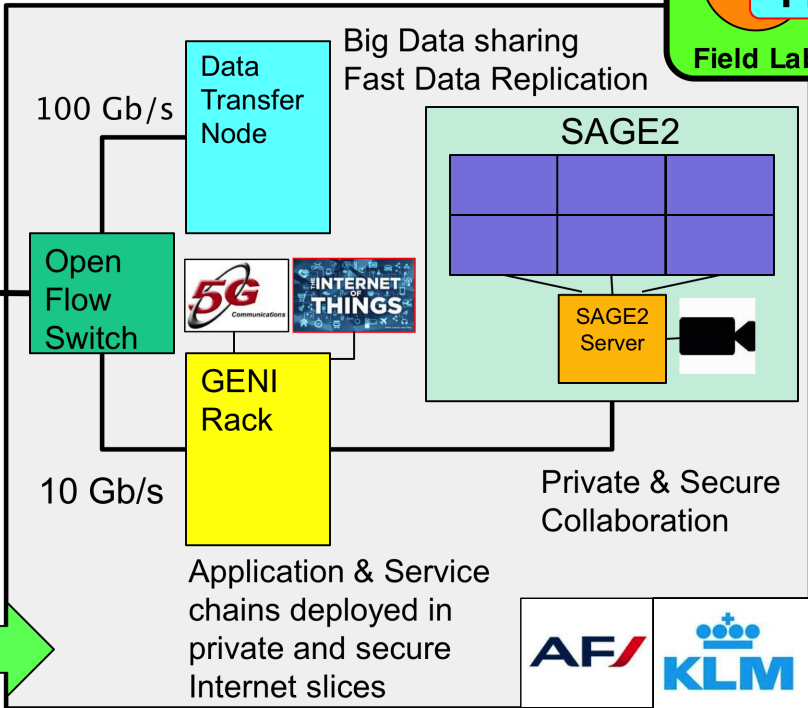 Field Lab
Big Data sharing
Fast Data Replication
Data
Transfer
Node
100 Gb/s
SAGE2
Open
Flow
Switch
5G
Communications
INTERNET
OF
THINGS
SAGE2
Server
GENI
Rack
10 Gb/s
Private & Secure
Collaboration
Application & Service
chains deployed in
private and secure
Internet slices
AF
KLM